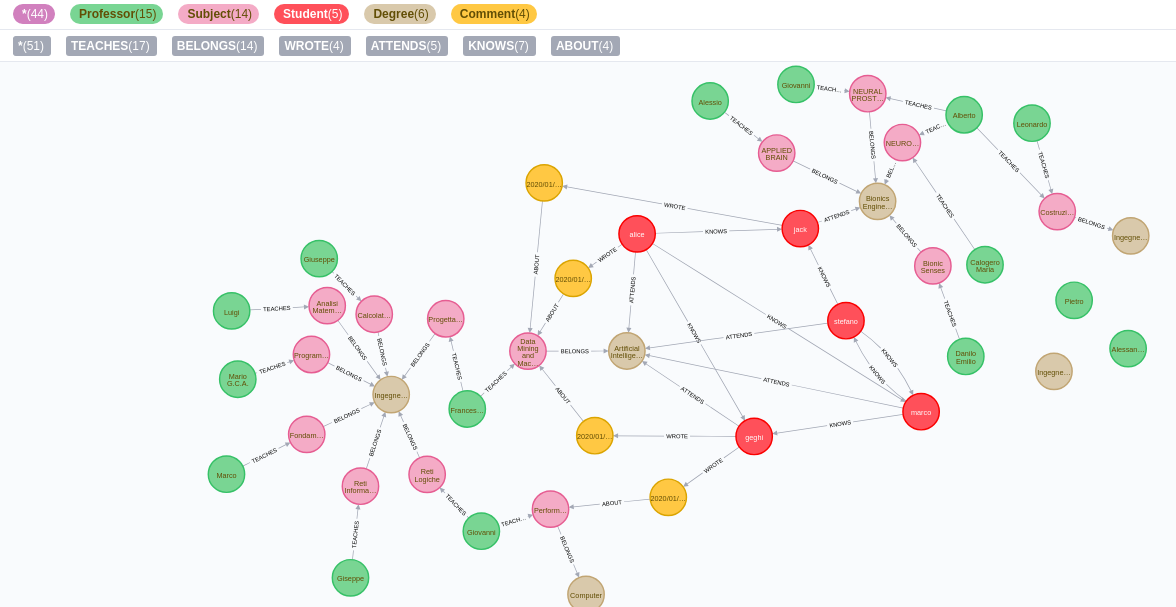 *(44) Professor(15) Subject(14) Student(5) Degree(6) Comment(4)
*(51) TEACHES(17) BELONGS(14) WROTE(4) ATTENDS(5) KNOWS(7) ABOUT(4)
Giovanni
TEACH...
NEURAL
PROST...
TEACHES
Alessio
TEACHES
Alberto
Leonardo
TEAC...
NEURO...
BELONGS
APPLIED
BRAIN
TEACHES
TEACHES
BELONGS
BEL...
2020/01/...
WROTE
Bionics
Engine...
TEACHES
Costruzi...
BELONGS
Ingegne...
ATTENDS
jack
alice
KNOWS
BELONGS
WROTE
Giuseppe
ABOUT
Bionic
Senses
Calogero
Maria
TEACHES
2020/01/...
ATTENDS
KNOWS
Pietro
Luigi
TEACHES
Analisi
Matem...
Calcolat...
Progetta...
ABOUT
KNOWS
KNOWS
stefano
TEACHES
ATTENDS
BELONGS
BELONGS
BELONGS
Data
Mining
and
Mac...
BELONGS
Artificial
Intellige...
KNOWS
Danilo
Emilio
Alessan...
Program...
TEACHES
BELONGS
TEACHES
Mario
G.C.A.
TEACHES
ATTENDS
KNOWS
Ingegne...
Ingegne...
ABOUT
ATTENDS
Frances...
marco
BELONGS
KNOWS
Fondam...
BELONGS
BELONGS
2020/01/...
WROTE
geghi
TEACHES
Marco
Reti
Logiche
WROTE
Reti
Informa...
TEACHES
2020/01/...
ABOUT
Perform...
TEACH...
Giovanni
TEACHES
BELONGS
Giseppe
Computer